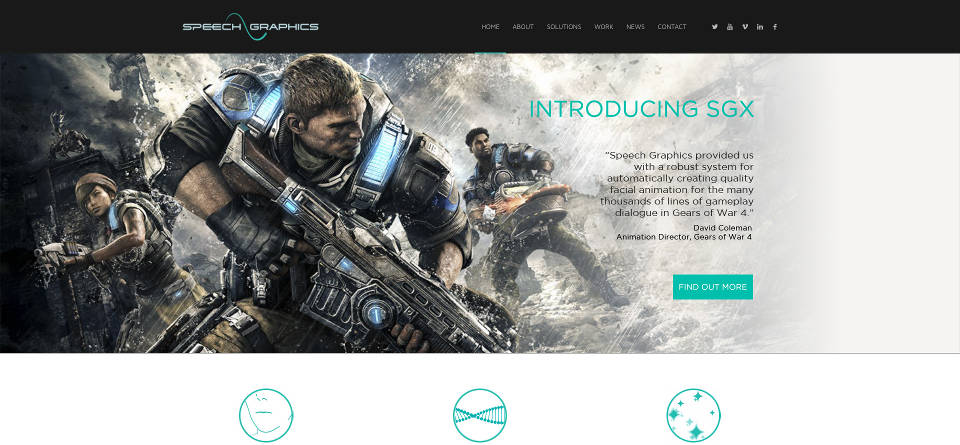 SPEECH GRAPHICS
HOME ABOUT SOLUTIONS WORK NEWS CONTACT
INTRODUCING SGX
"Speech Graphics provided us
with a robust system for
automatically creating quality
facial animation for the many
thousands of lines of gameplay
dialogue in Gears of War 4."
David Coleman
Animation Director, Gears of War 4
FIND OUT MORE